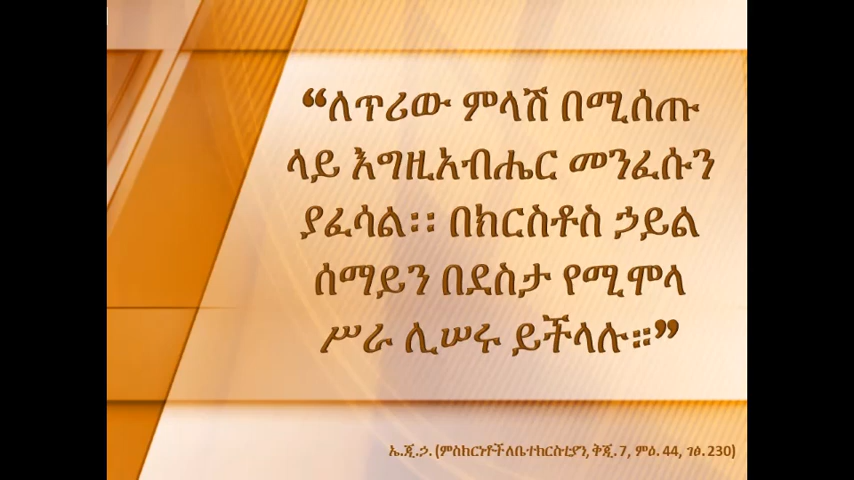 “ለጥሪው ምላሽ በሚሰጡ
ላይ እግዚአብሔር መንፈሱን
ያፈሳል፡፡ በክርስቶስ ኃይል
ሰማይን በደስታ የሚሞላ
ሥራ ሊሠሩ ይችላሉ።”
ኤ.ጂ.ኃ. (ምስክርነቶች ለቤተክርስቲያን, ቅጂ. 7, ምዕ. 44, ገፅ. 230)